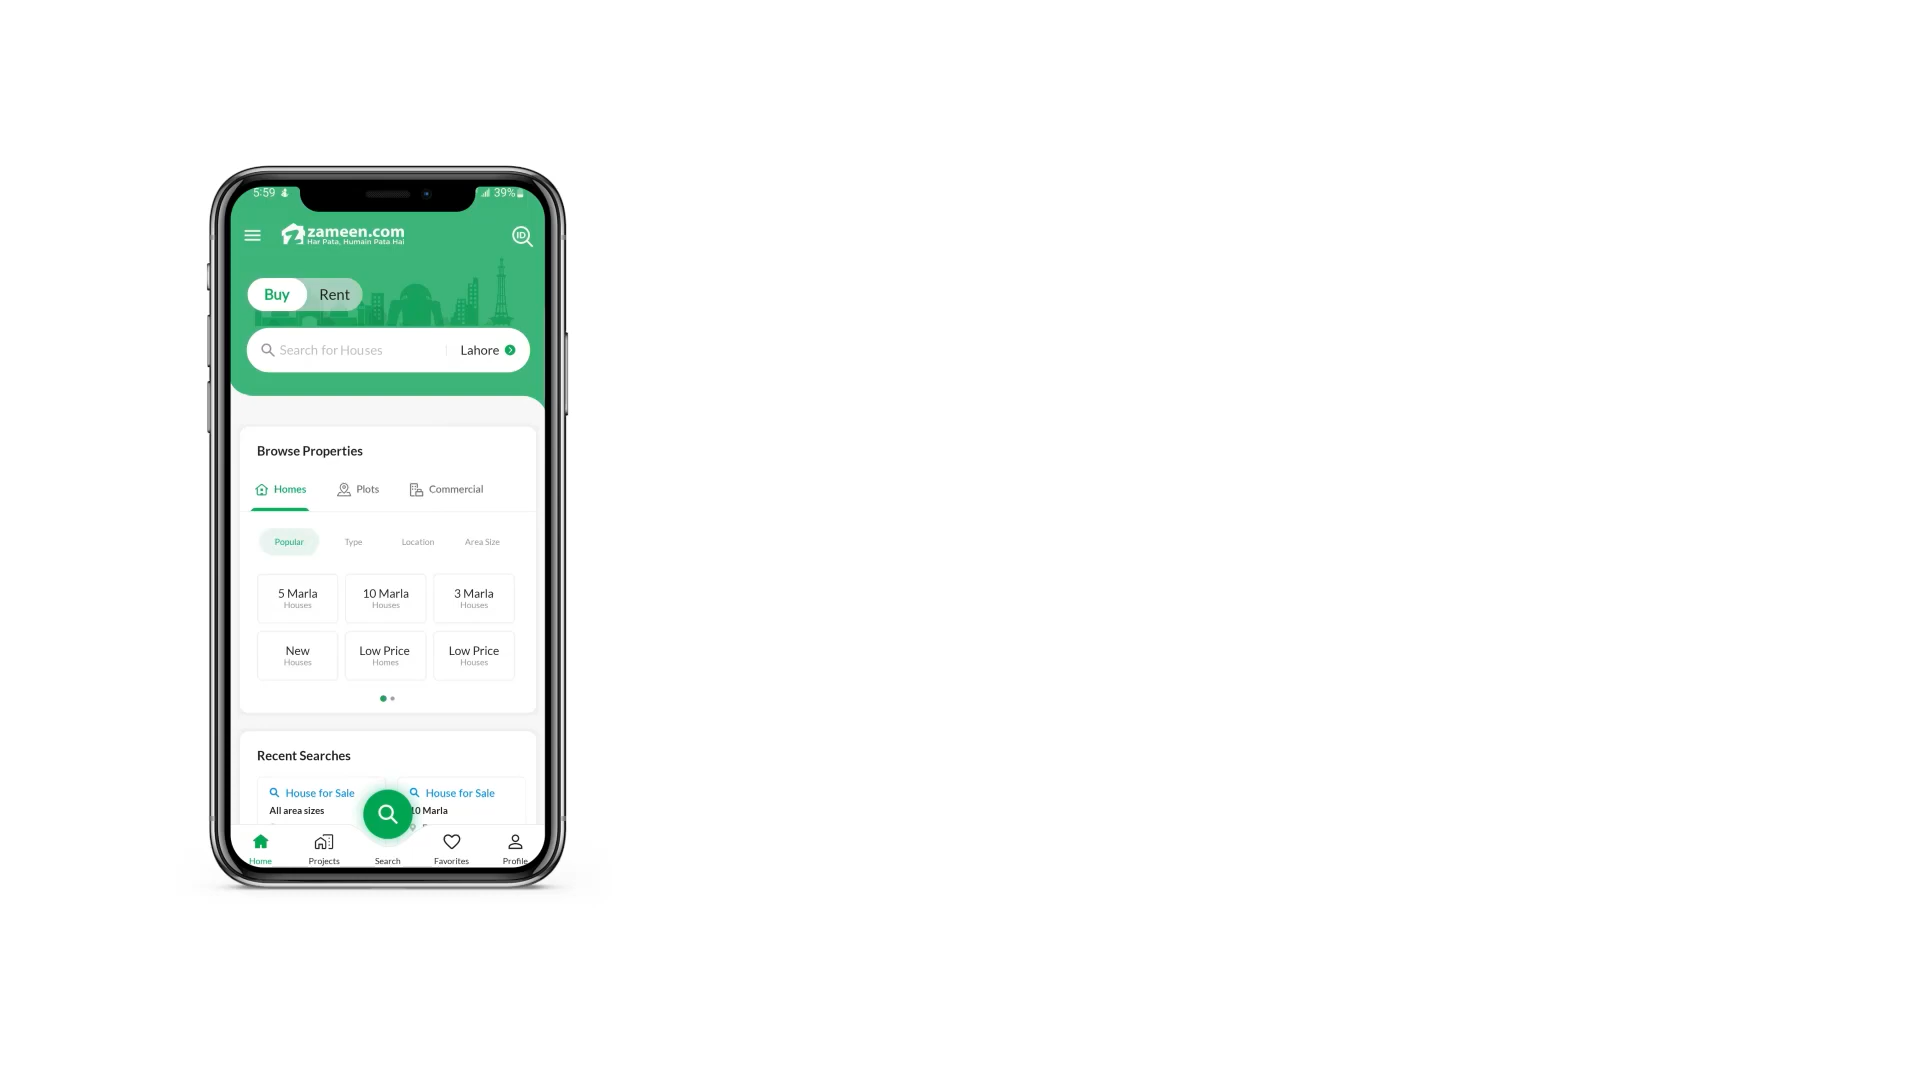 5:59
39%
zameen.com
Har Pata, Humain Pata Hai
ID
Buy Rent
Search for Houses Lahore
Browse Properties
Homes Plots Commercial
Popular Type Location Area Size
5 Marla 10 Marla 3 Marla
Houses Houses Houses
New Low Price Low Price
Houses Homes Houses
Recent Searches
House for Sale House for Sale
All area sizes 10 Marla
Home Projects Search Favorites Profile